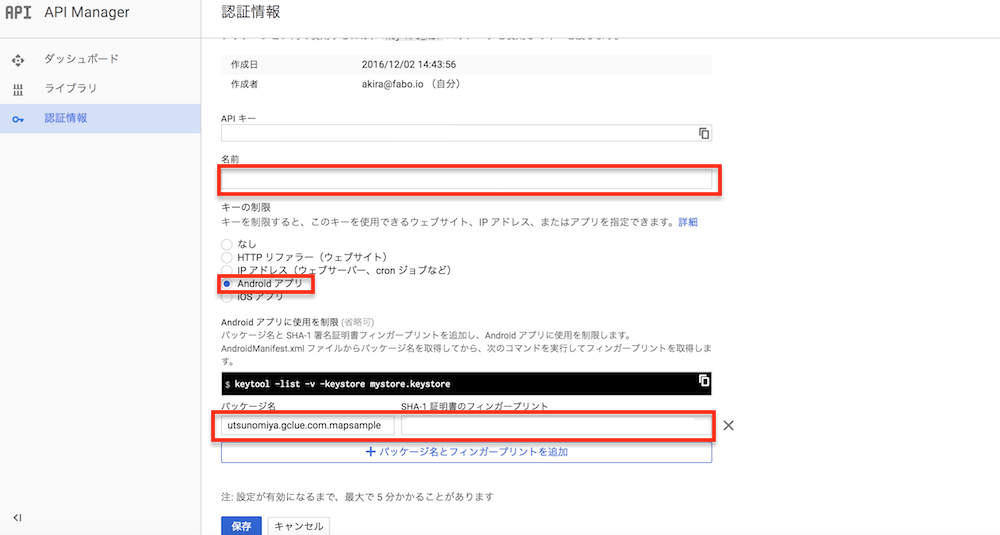 API API Manager
認証情報
ダッシュボード
ライブラリ
認証情報
作成日 2016/12/02 14:43:56
作成者 akira@fabo.io （自分）
API キー
名前
キーの制限
キーを制限すると、このキーを使用できるウェブサイト、IP アドレス、またはアプリを指定できます。詳細
なし
HTTP リファラー（ウェブサイト）
IP アドレス（ウェブサーバー、cron ジョブなど）
Android アプリ
iOS アプリ
Android アプリに使用を制限 (省略可)
パッケージ名と SHA-1 署名証明書フィンガープリントを追加し、Android アプリに使用を制限します。
AndroidManifest.xml ファイルからパッケージ名を取得してから、次のコマンドを実行してフィンガープリントを取得しま
す。
$ keytool -list -v -keystore mystore.keystore
パッケージ名 SHA-1 証明書のフィンガープリント
utsunomiya.gclue.com.mapsample
+ パッケージ名とフィンガープリントを追加
注: 設定が有効になるまで、最大で 5 分かかることがあります
保存 キャンセル